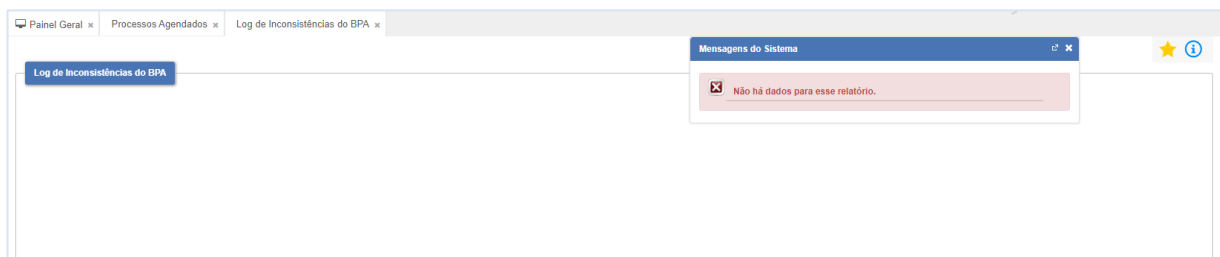 Painel Geral × Processos Agendados × Log de Inconsistências do BPA ×
Mensagens do Sistema
Log de Inconsistências do BPA
Não há dados para esse relatório.